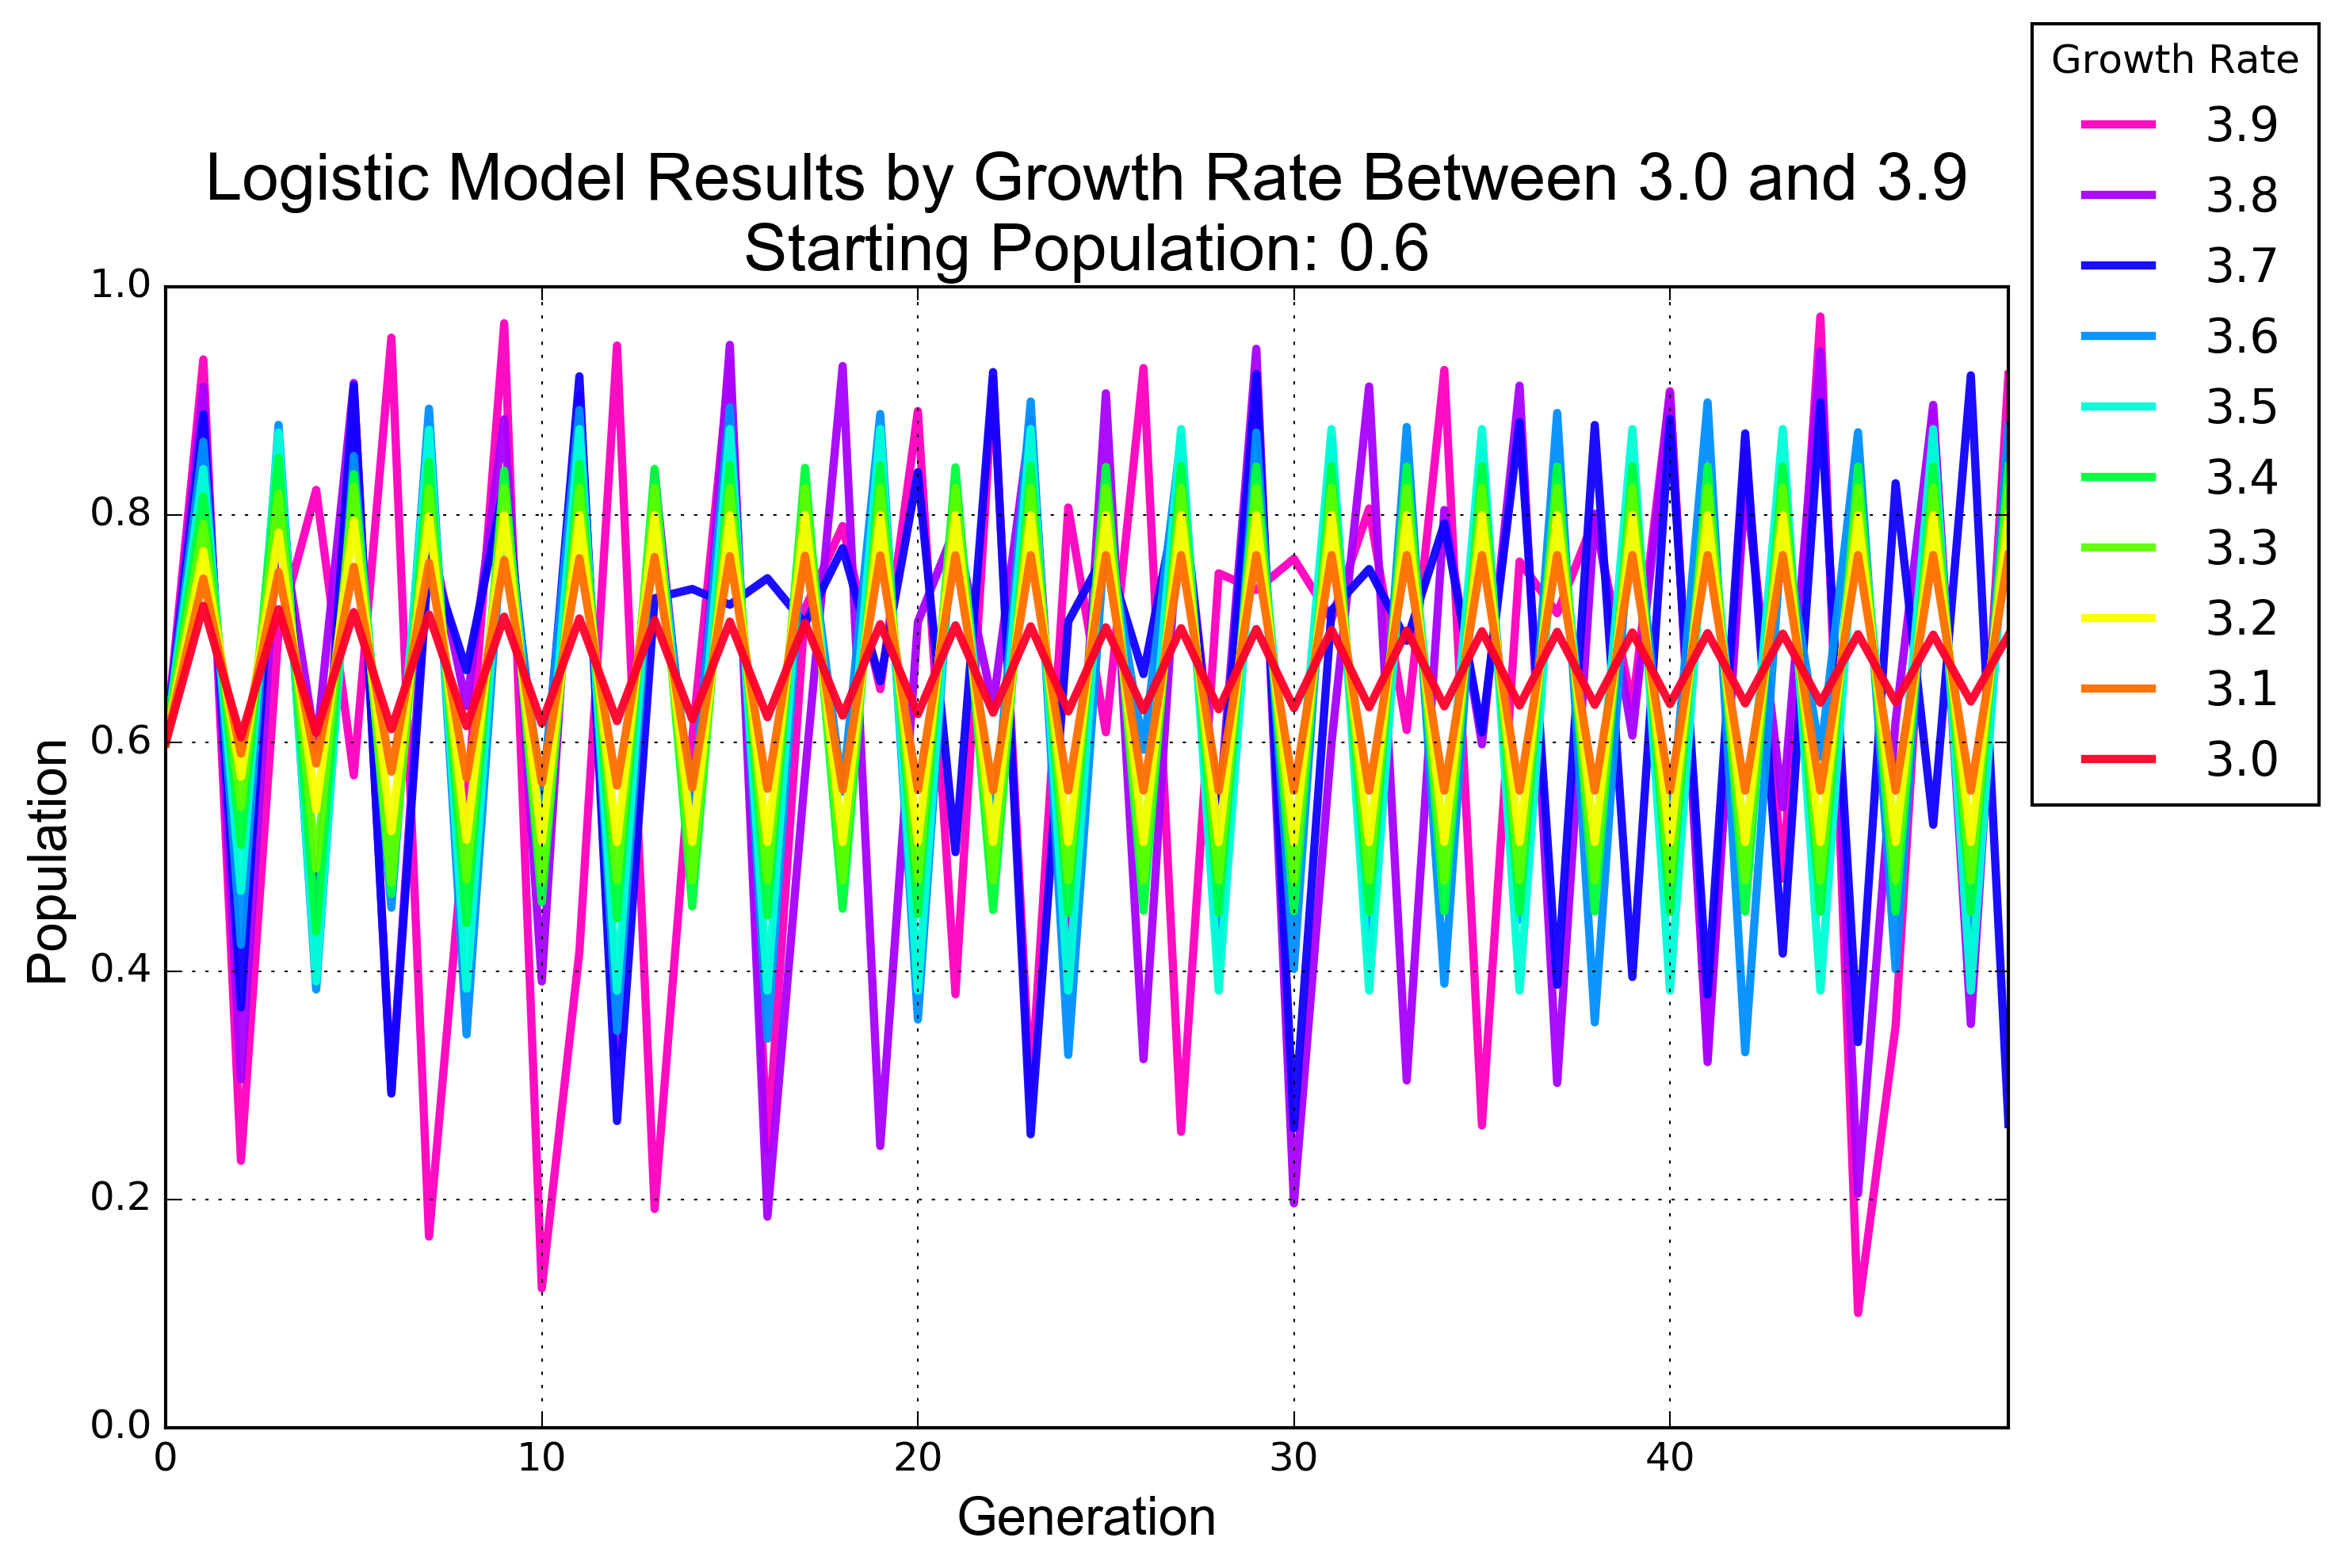 Logistic Model Results by Growth Rate Between 3.0 and 3.9
Starting Population: 0.6
Growth Rate
3.9
3.8
3.7
3.6
3.5
3.4
3.3
3.2
3.1
3.0
Population
1.0
0.8
0.6
0.4
0.2
0.0
0 10 20 30 40
Generation